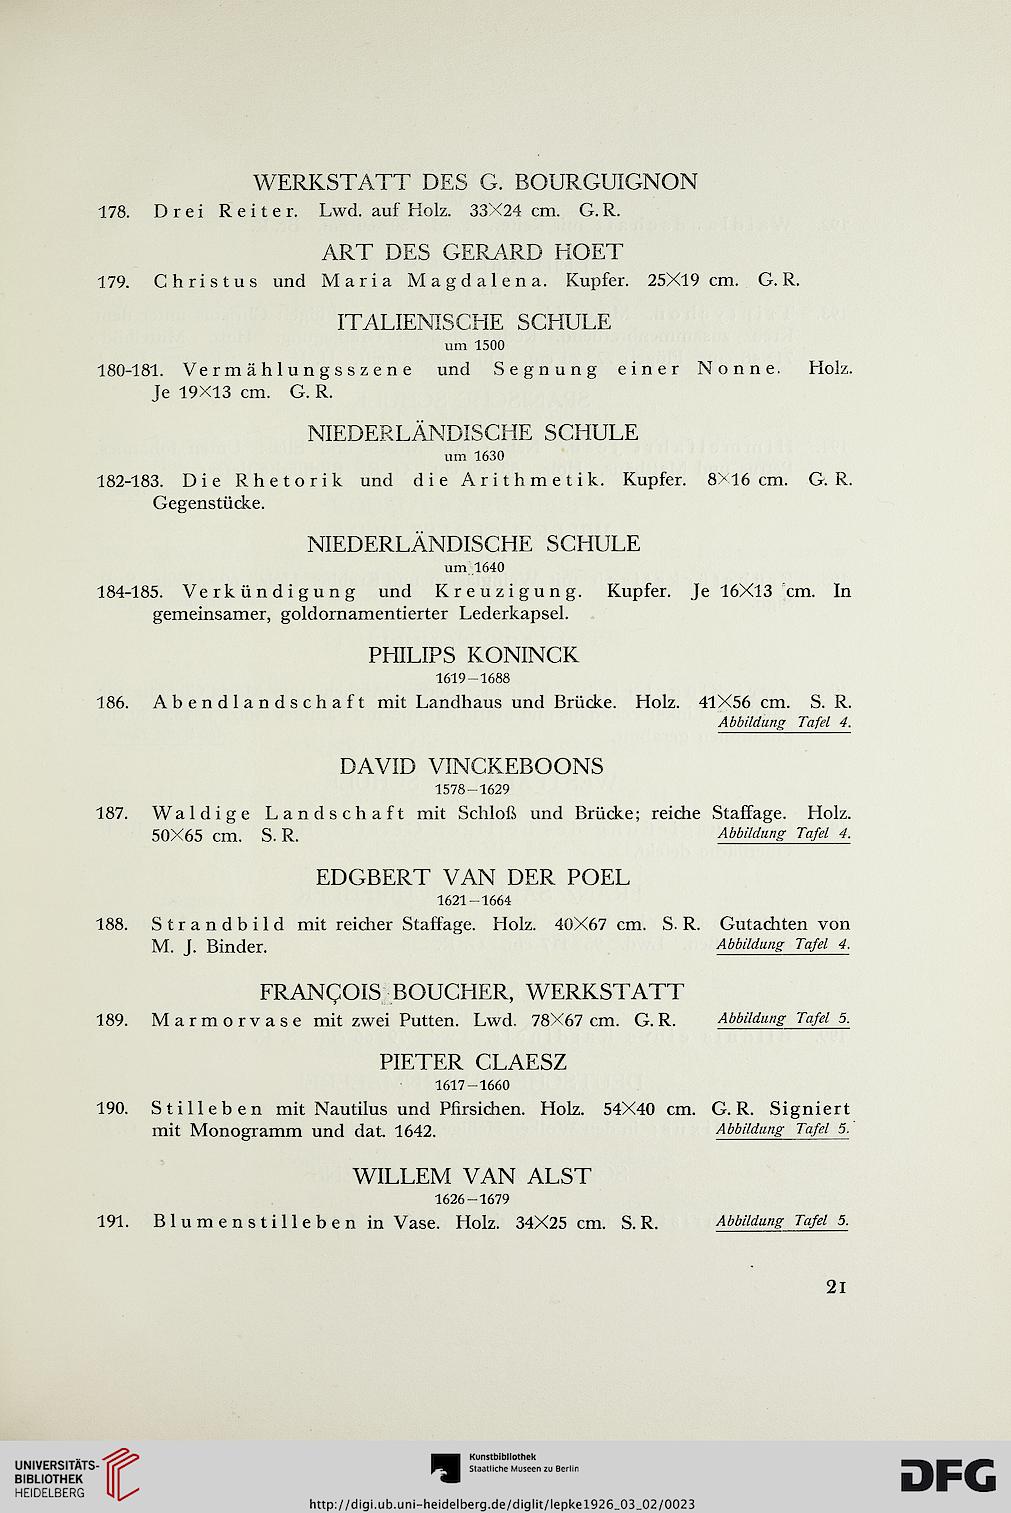 WERKSTATT DES G. BOURGUIGNON
178. Drei Reiter. Lwd. auf Holz. 33×24 cm. G. R.
ART DES GERARD HOET
179. Christus und Maria Magdalena. Kupfer. 25×19 cm. G. R.
ITALIENISCHE SCHULE
um 1500
180-181. Vermählungsszene und Segnung einer Nonne. Holz.
Je 19×13 cm. G. R.
NIEDERLÄNDISCHE SCHULE
um 1630
182-183. Die Rhetorik und die Arithmetik. Kupfer. 8×16 cm. G. R.
Gegenstücke.
NIEDERLÄNDISCHE SCHULE
um 1640
184-185. Verkündigung und Kreuzigung. Kupfer. Je 16×13 cm. In
gemeinsamer, goldornamentierter Lederkapsel.
PHILIPS KONINCK
1619–1688
186. Abendlandschaft mit Landhaus und Brücke. Holz. 41×56 cm. S. R.
Abbildung Tafel 4.
DAVID VINCKEBOONS
1578–1629
187. Waldige Landschaft mit Schloß und Brücke; reiche Staffage. Holz.
50×65 cm. S. R. Abbildung Tafel 4.
EDGBERT VAN DER POEL
1621–1664
188. Strandbild mit reicher Staffage. Holz. 40×67 cm. S. R. Gutachten von
M. J. Binder. Abbildung Tafel 4.
FRANÇOIS BOUCHER, WERKSTATT
189. Marmorvase mit zwei Putten. Lwd. 78×67 cm. G. R. Abbildung Tafel 5.
PIETER CLAESZ
1617–1660
190. Stilleben mit Nautilus und Pfirsichen. Holz. 54×40 cm. G. R. Signiert
mit Monogramm und dat. 1642. Abbildung Tafel 5.
WILLEM VAN ALST
1626–1679
191. Blumenstilleben in Vase. Holz. 34×25 cm. S. R. Abbildung Tafel 5.
21
UNIVERSITÄTS-
BIBLIOTHEK
HEIDELBERG
Kunstbibliothek
Staatliche Museen zu Berlin
DFG
http://digi.ub.uni-heidelberg.de/diglit/lepke1926_03_02/0023